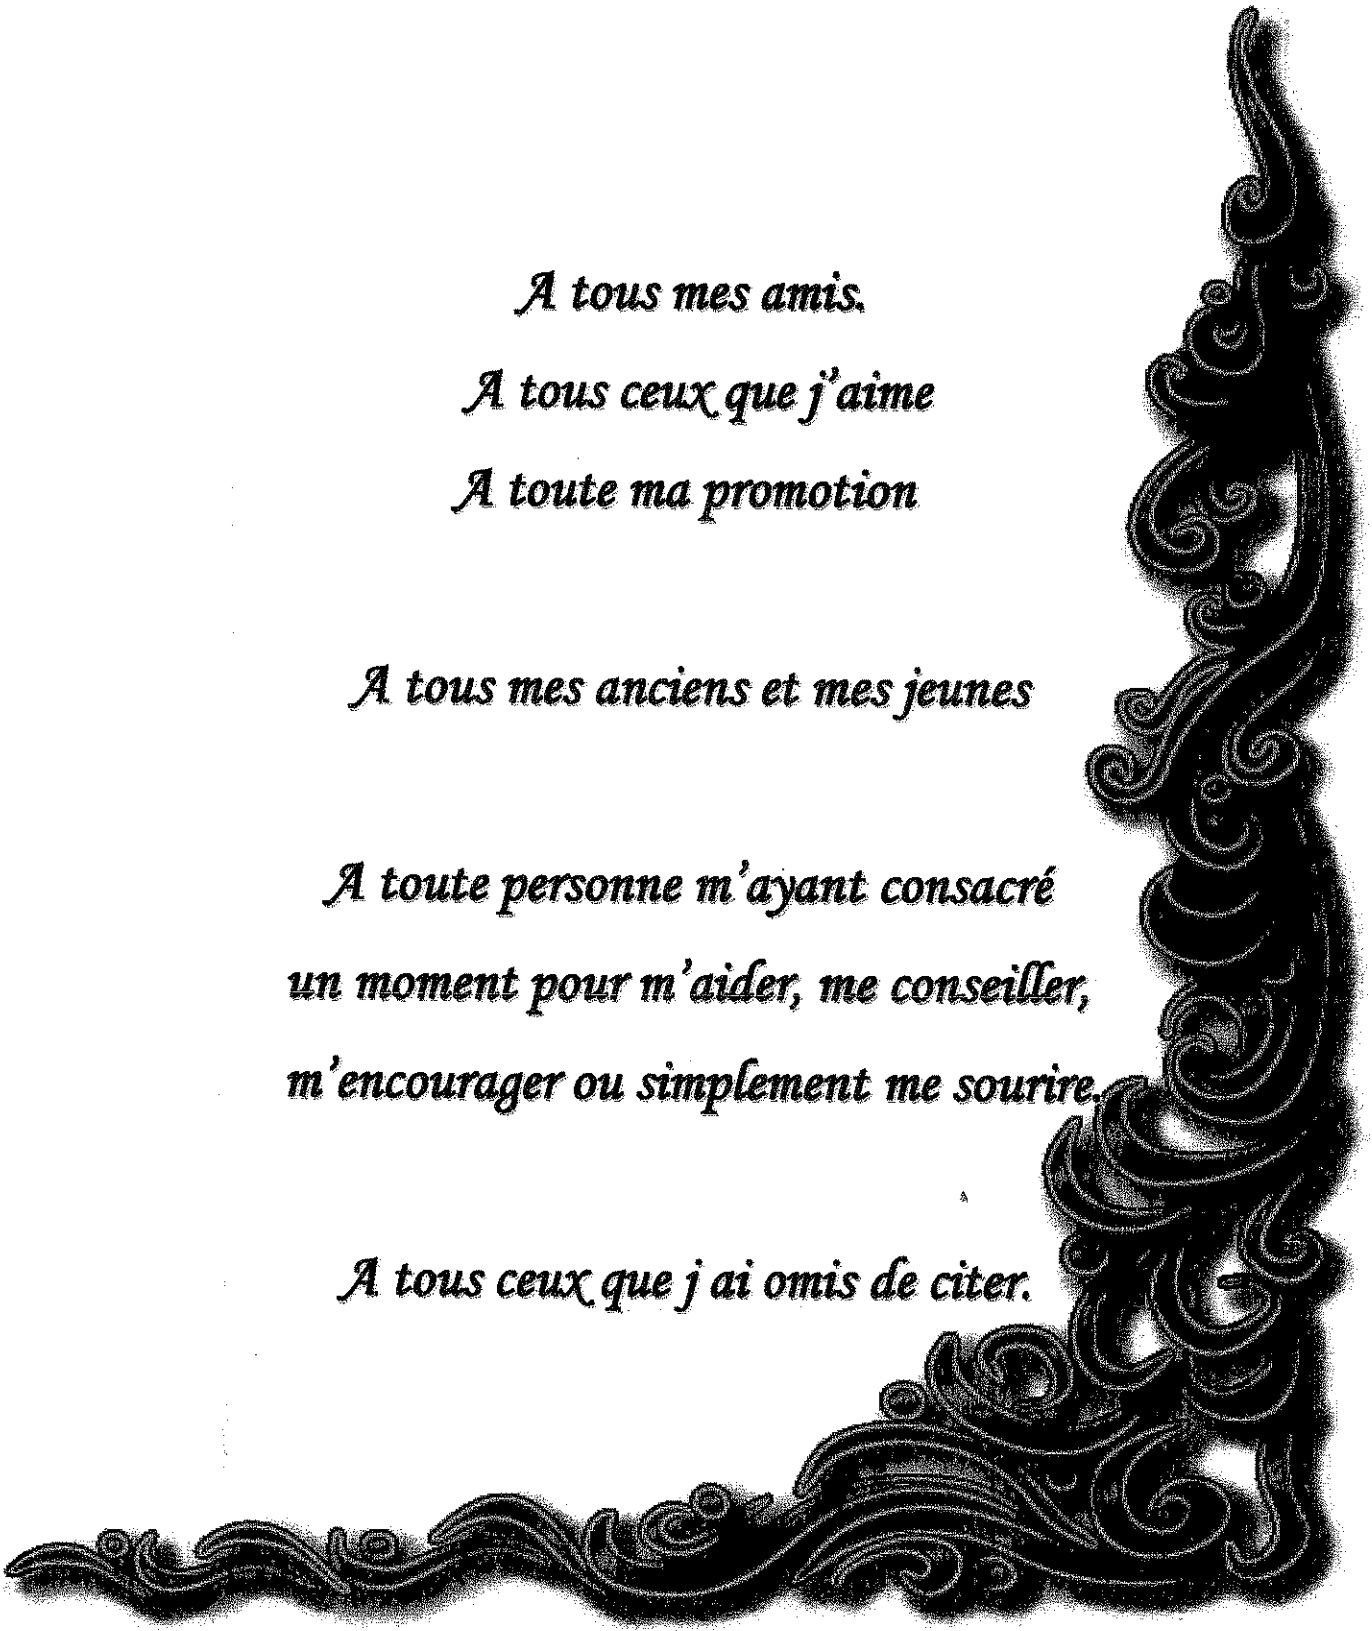 A tous mes amis.
A tous ceux que j'aime
A toute ma promotion
A tous mes anciens et mes jeunes
A toute personne m'ayant consacré
un moment pour m'aider, me conseiller,
m'encourager ou simplement me sourire.
A tous ceux que j ai omis de citer.